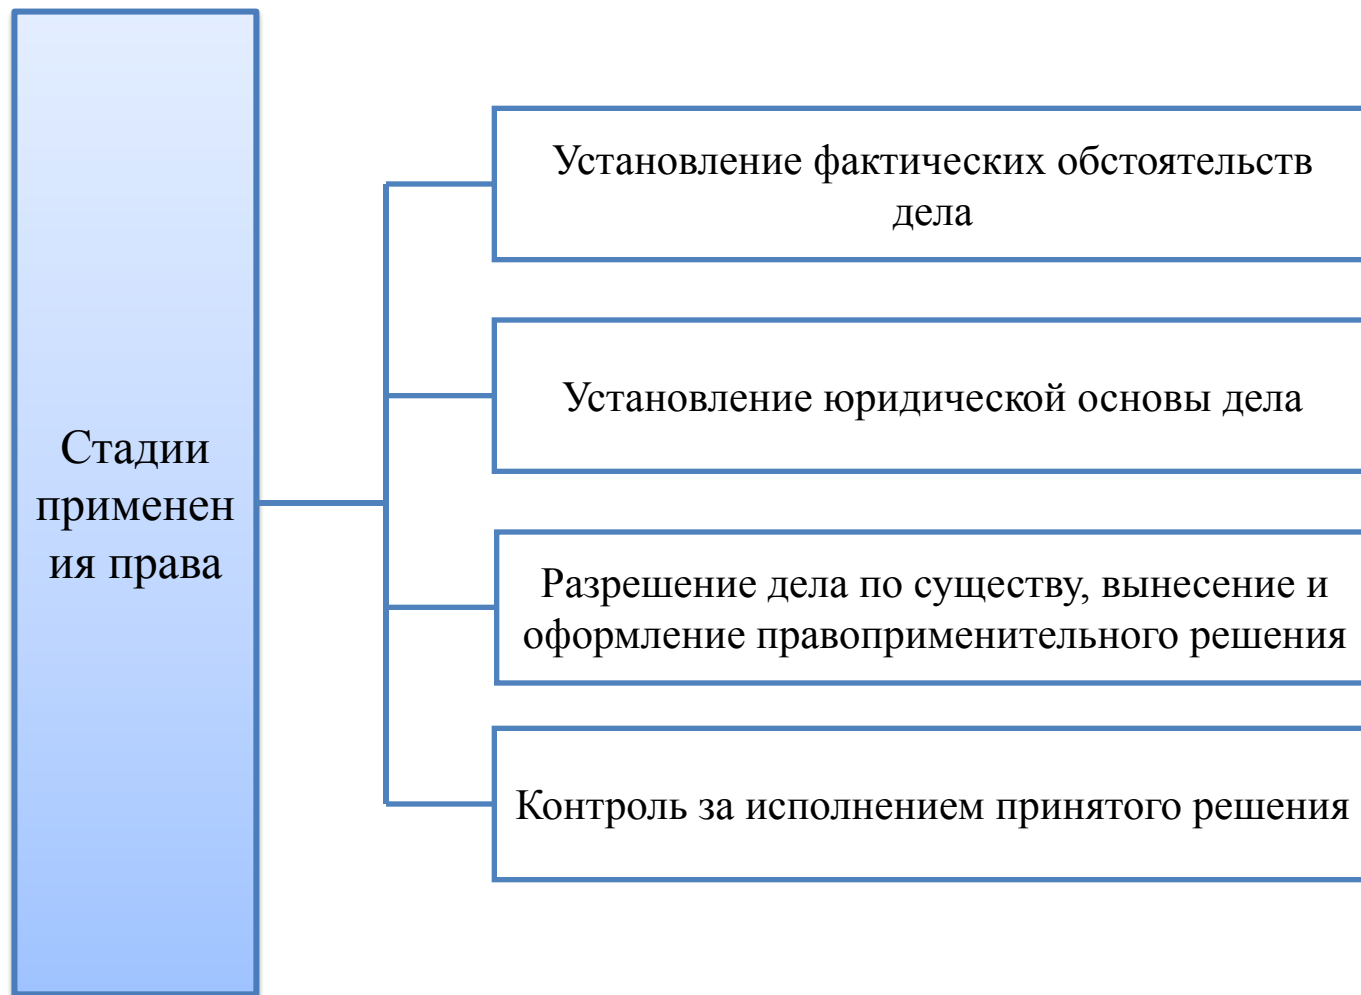 Стадии
применен
ия права
Установление фактических обстоятельств
дела
Установление юридической основы дела
Разрешение дела по существу, вынесение и
оформление правоприменительного решения
Контроль за исполнением принятого решения